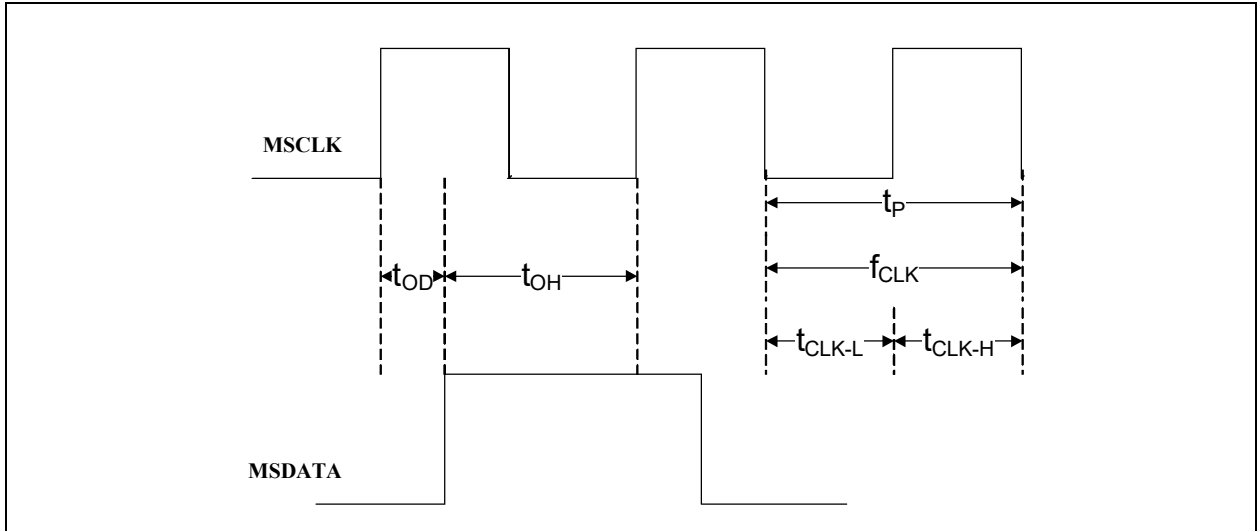 MSCLK
tP
tOD
tOH
fCLK
tCLK-L
tCLK-H
MSDATA